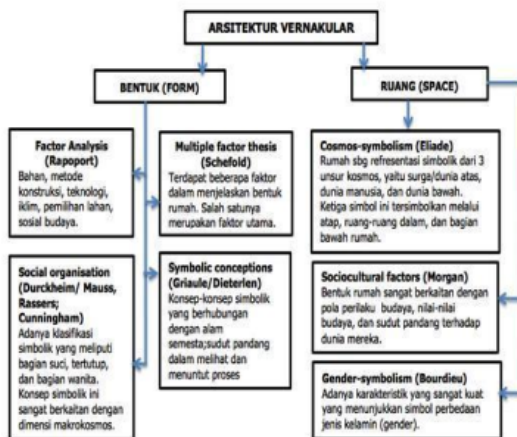 ARSITEKTUR VERNAKULAR
BENTUK (FORM)
RUANG (SPACE)
Factor Analysis
(Rapoport)
Bahan, metode
konstruksi, teknologi,
iklim, pemilihan lahan,
sosial budaya.
Multiple factor thesis
(Schefold)
Terdapat beberapa faktor
dalam menjelaskan bentuk
rumah. Salah satunya
merupakan faktor utama.
Cosmos-symbolism (Eliade)
Rumah sbg refresentasi simbolik dari 3
unsur kosmos, yaitu surga/dunia atas,
dunia manusia, dan dunia bawah.
Ketiga simbol ini tersimbolkan melalui
atap, ruang-ruang dalam, dan bagian
bawah rumah.
Social organisation
(Durckheim/ Mauss,
Rassers;
Cunningham)
Adanya klasifikasi
simbolik yang meliputi
bagian suci, tertutup,
dan bagian wanita.
Konsep simbolik ini
sangat berkaitan dengan
dimensi makrokosmos.
Symbolic conceptions
(Griaule/Dieterlen)
Konsep-konsep simbolik
yang berhubungan
dengan alam
semesta;sudut pandang
dalam melihat dan
menuntut proses
Sociocultural factors (Morgan)
Bentuk rumah sangat berkaitan dengan
pola perilaku budaya, nilai-nilai
budaya, dan sudut pandang terhadap
dunia mereka.
Gender-symbolism (Bourdieu)
Adanya karakteristik yang sangat kuat
yang menunjukkan simbol perbedaan
jenis kelamin (gender).